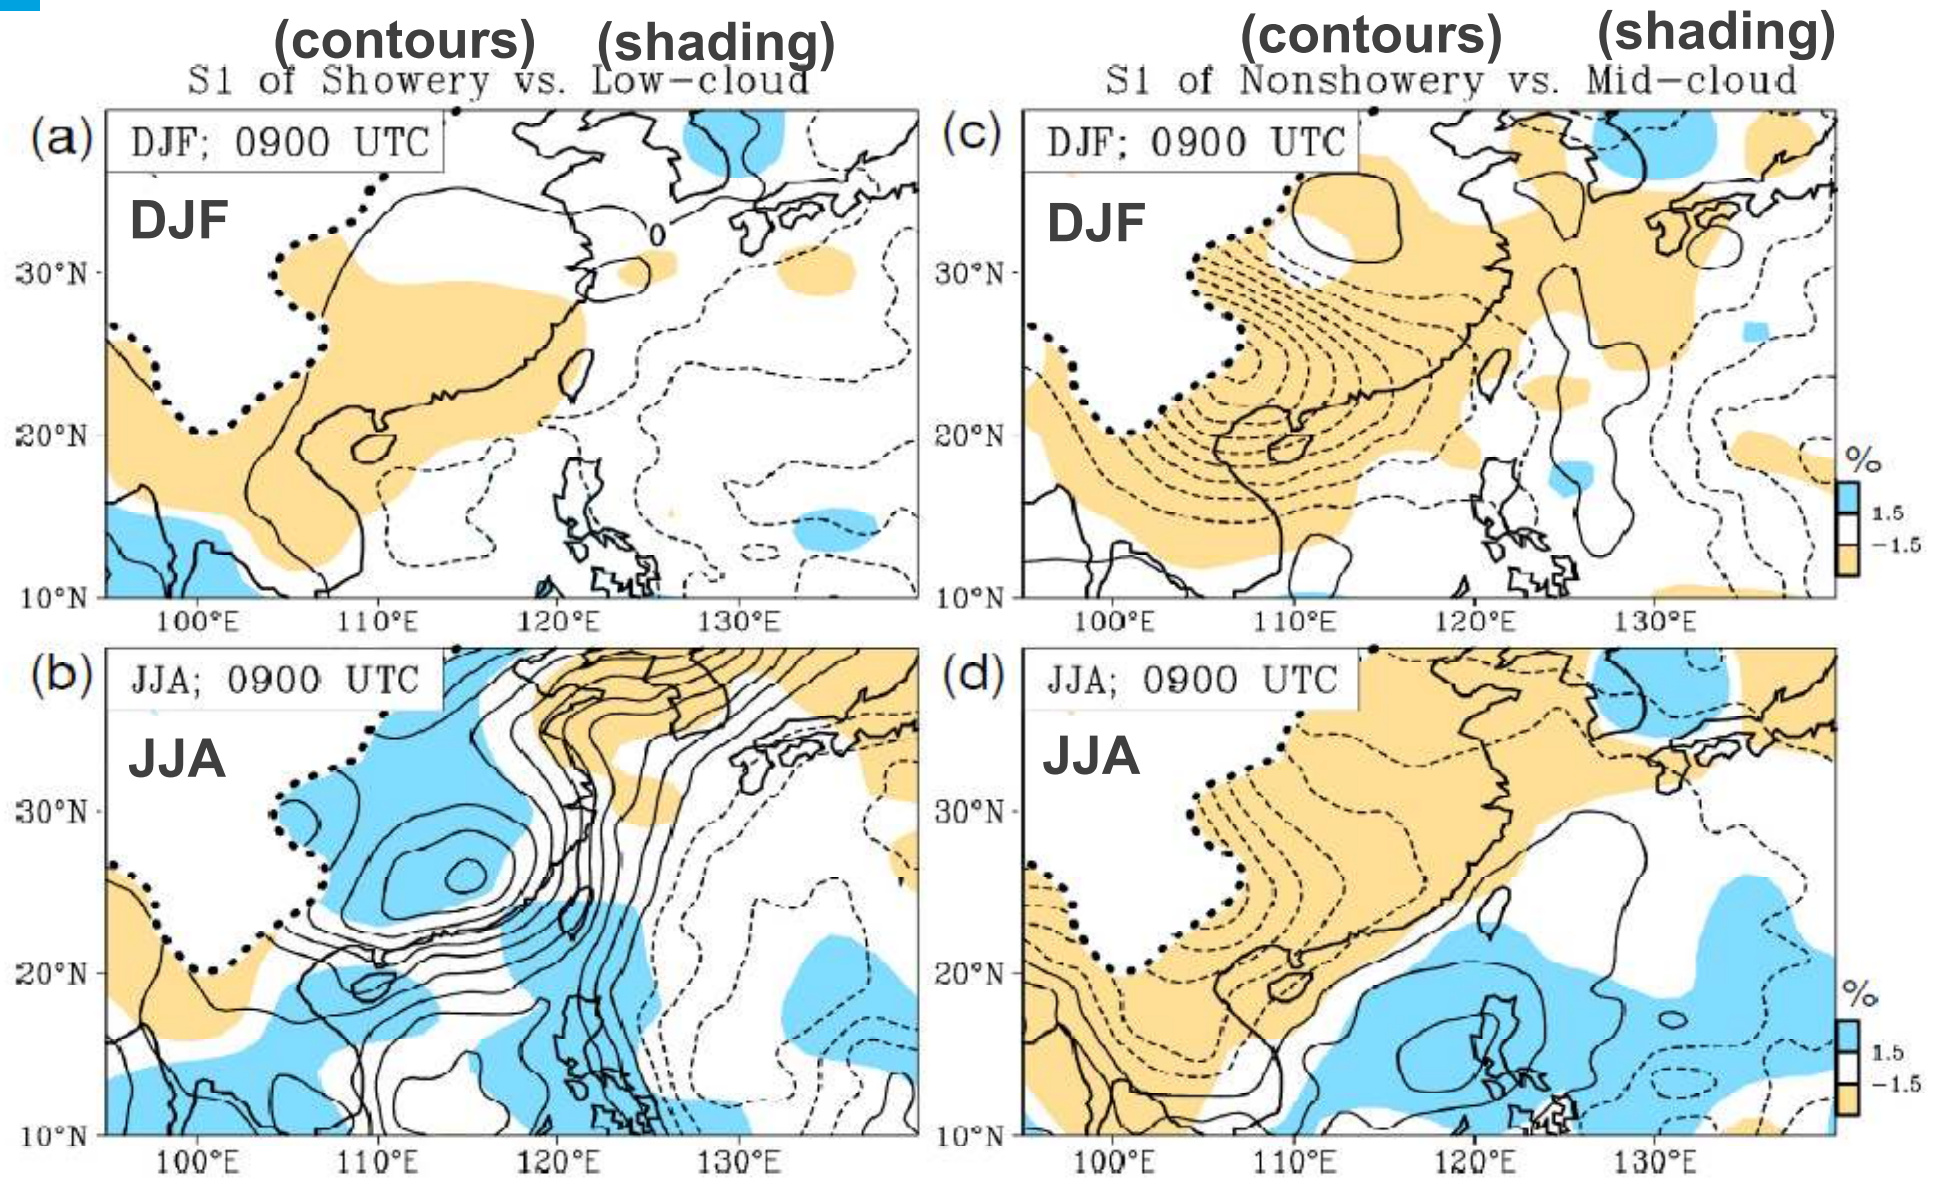 (contours) (shading)
S1 of Showery vs. Low-cloud
(contours) (shading)
S1 of Nonshowery vs. Mid-cloud
(a)
DJF; 0900 UTC
DJF
0
30°N
20°N
10°N
100°E 110°E 120°E 130°E
(c)
DJF; 0900 UTC
DJF
30°N
20°N
10°N
100°E 110°E 120°E 130°E
%
1.5
-1.5
(b)
JJA; 0900 UTC
JJA
30°N
20°N
10°N
100°E 110°E 120°E 130°E
(d)
JJA; 0900 UTC
JJA
30°N
20°N
10°N
100°E 110°E 120°E 130°E
%
1.5
-1.5